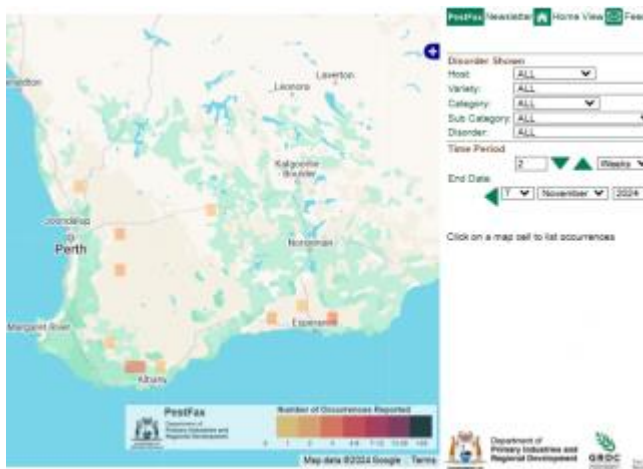 PestFax Newsletter Home View Feed
Disorder Shown
Host: ALL
Variety: ALL
Category: ALL
Sub Category: ALL
Disorder: ALL
Time Period
2 Weeks
End Date
7 November 2024
Click on a map cell to list occurrences
Laverton
Leonora
Kalgoorlie
- Boulder
Joondalup
Perth
Norseman
Margaret River
Esperance
Albany
PestFax
Department of
Primary Industries and
Regional Development
Number of Occurrences Reported
Map data ©2024 Google Terms
Department of
Primary Industries and
Regional Development
GRDC